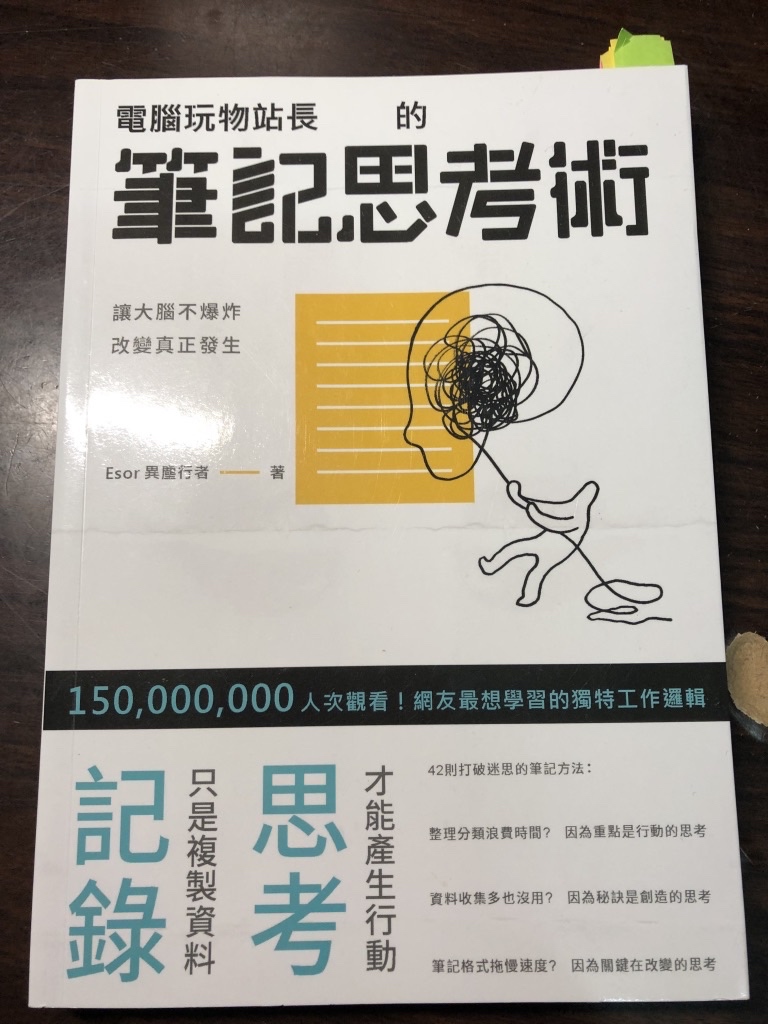 電腦玩物站長 的
筆記思考術
讓大腦不爆炸
改變真正發生
Esor 異塵行者 —— 著
150,000,000 人次觀看！網友最想學習的獨特工作邏輯
記錄
只是複製資料
思考
才能產生行動
42則打破迷思的筆記方法：
整理分類浪費時間？ 因為重點是行動的思考
資料收集多也沒用？ 因為秘訣是創造的思考
筆記格式拖慢速度？ 因為關鍵在改變的思考